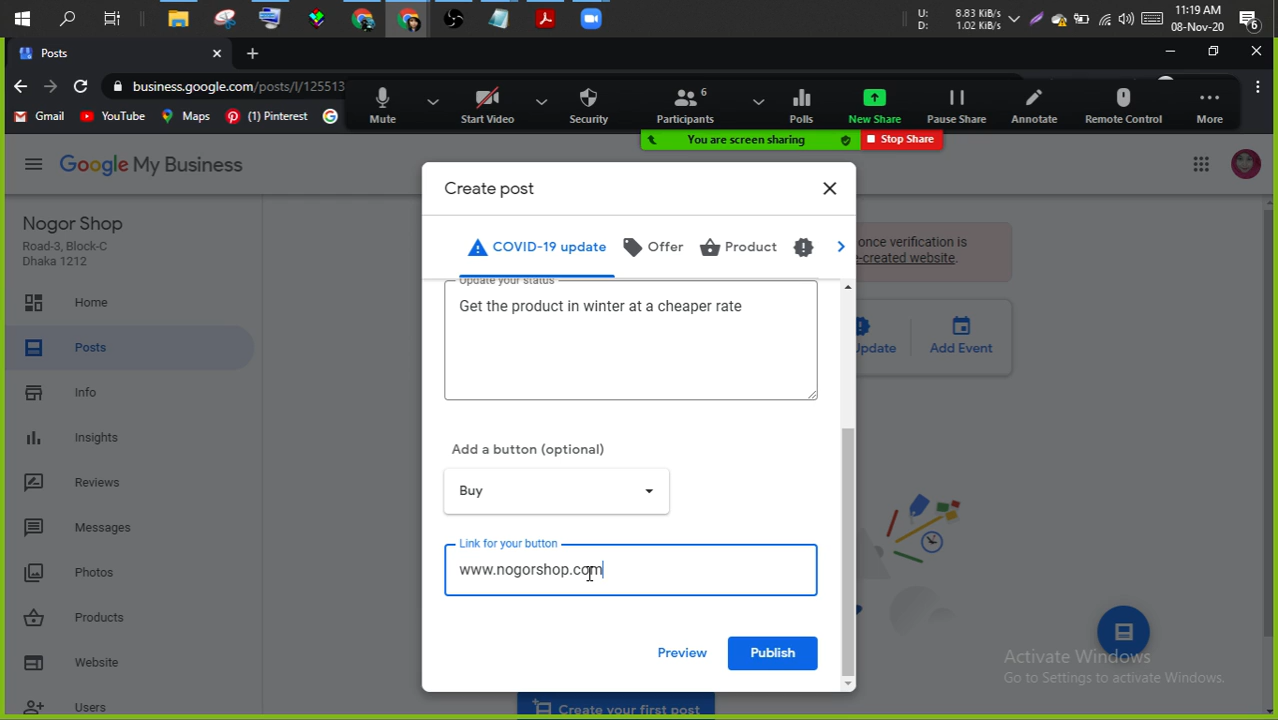 U: 8.83 KiB/s
D: 1.02 KiB/s
11:19 AM
08-Nov-20
6
Posts
business.google.com/posts/l/125513
Gmail
YouTube
Maps
(1) Pinterest
Mute
Start Video
Security
6
Participants
Polls
New Share
Pause Share
Annotate
Remote Control
More
You are screen sharing
Stop Share
Google My Business
Nogor Shop
Road-3, Block-C
Dhaka 1212
Home
Posts
Info
Insights
Reviews
Messages
Photos
Products
Website
Users
Create post
COVID-19 update
Offer
Product
once verification is
e-created website.
Update your status
Get the product in winter at a cheaper rate
Update
Add Event
Add a button (optional)
Buy
Link for your button
www.nogorshop.com
Preview
Publish
Create your first post
Activate Windows
Go to Settings to activate Windows.